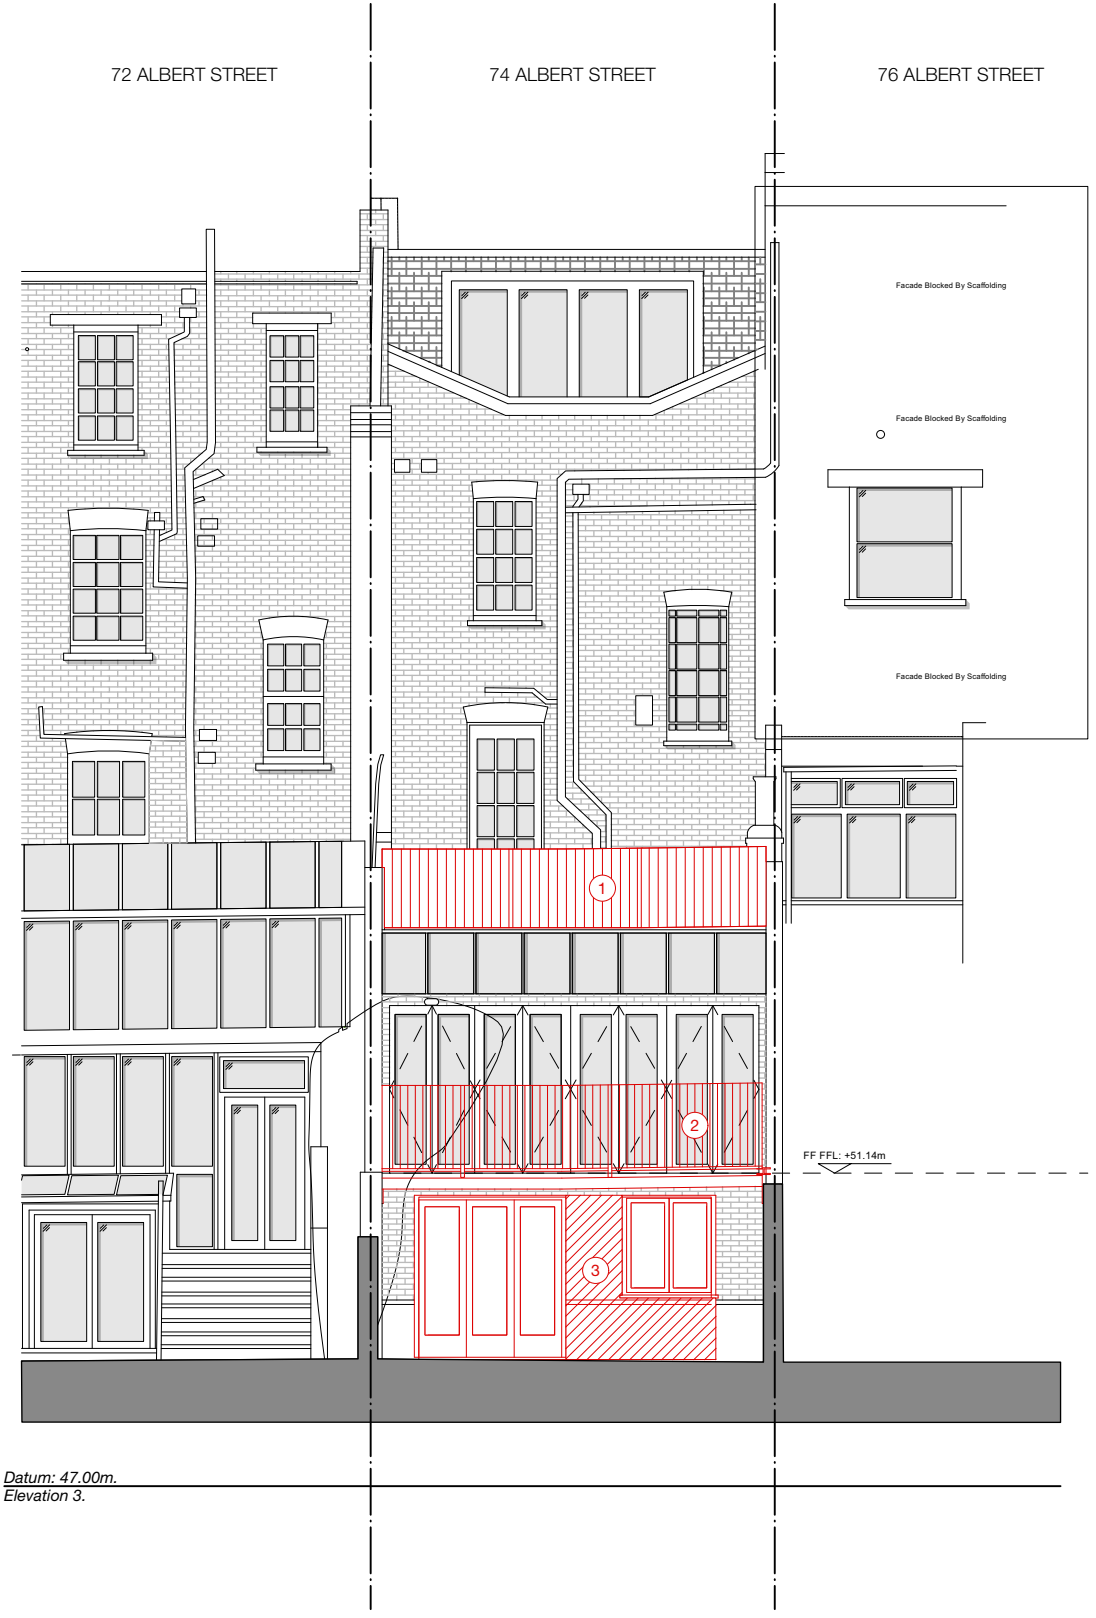 72 ALBERT STREET
74 ALBERT STREET
76 ALBERT STREET
Facade Blocked By Scaffolding
Facade Blocked By Scaffolding
Facade Blocked By Scaffolding
1
2
FF FFL: +51.14m
3
Datum: 47.00m.
Elevation 3.